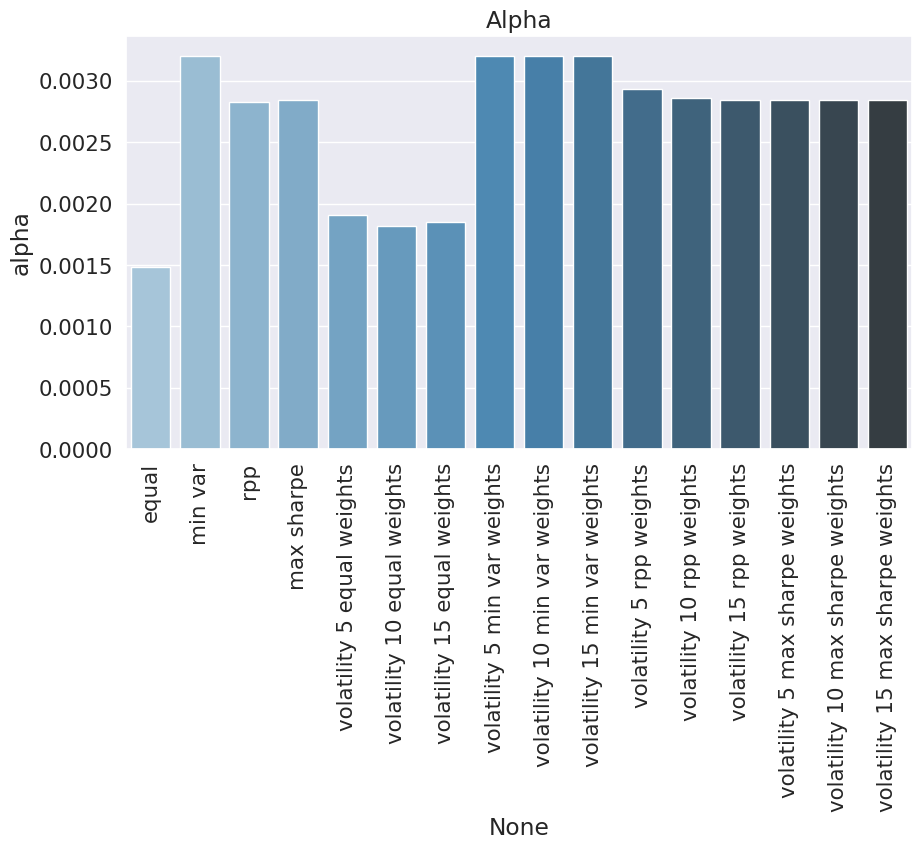 Alpha
alpha
0.0030
0.0025
0.0020
0.0015
0.0010
0.0005
0.0000
equal
min var
rpp
max sharpe
volatility 5 equal weights
volatility 10 equal weights
volatility 15 equal weights
volatility 5 min var weights
volatility 10 min var weights
volatility 15 min var weights
volatility 5 rpp weights
volatility 10 rpp weights
volatility 15 rpp weights
volatility 5 max sharpe weights
volatility 10 max sharpe weights
volatility 15 max sharpe weights
None